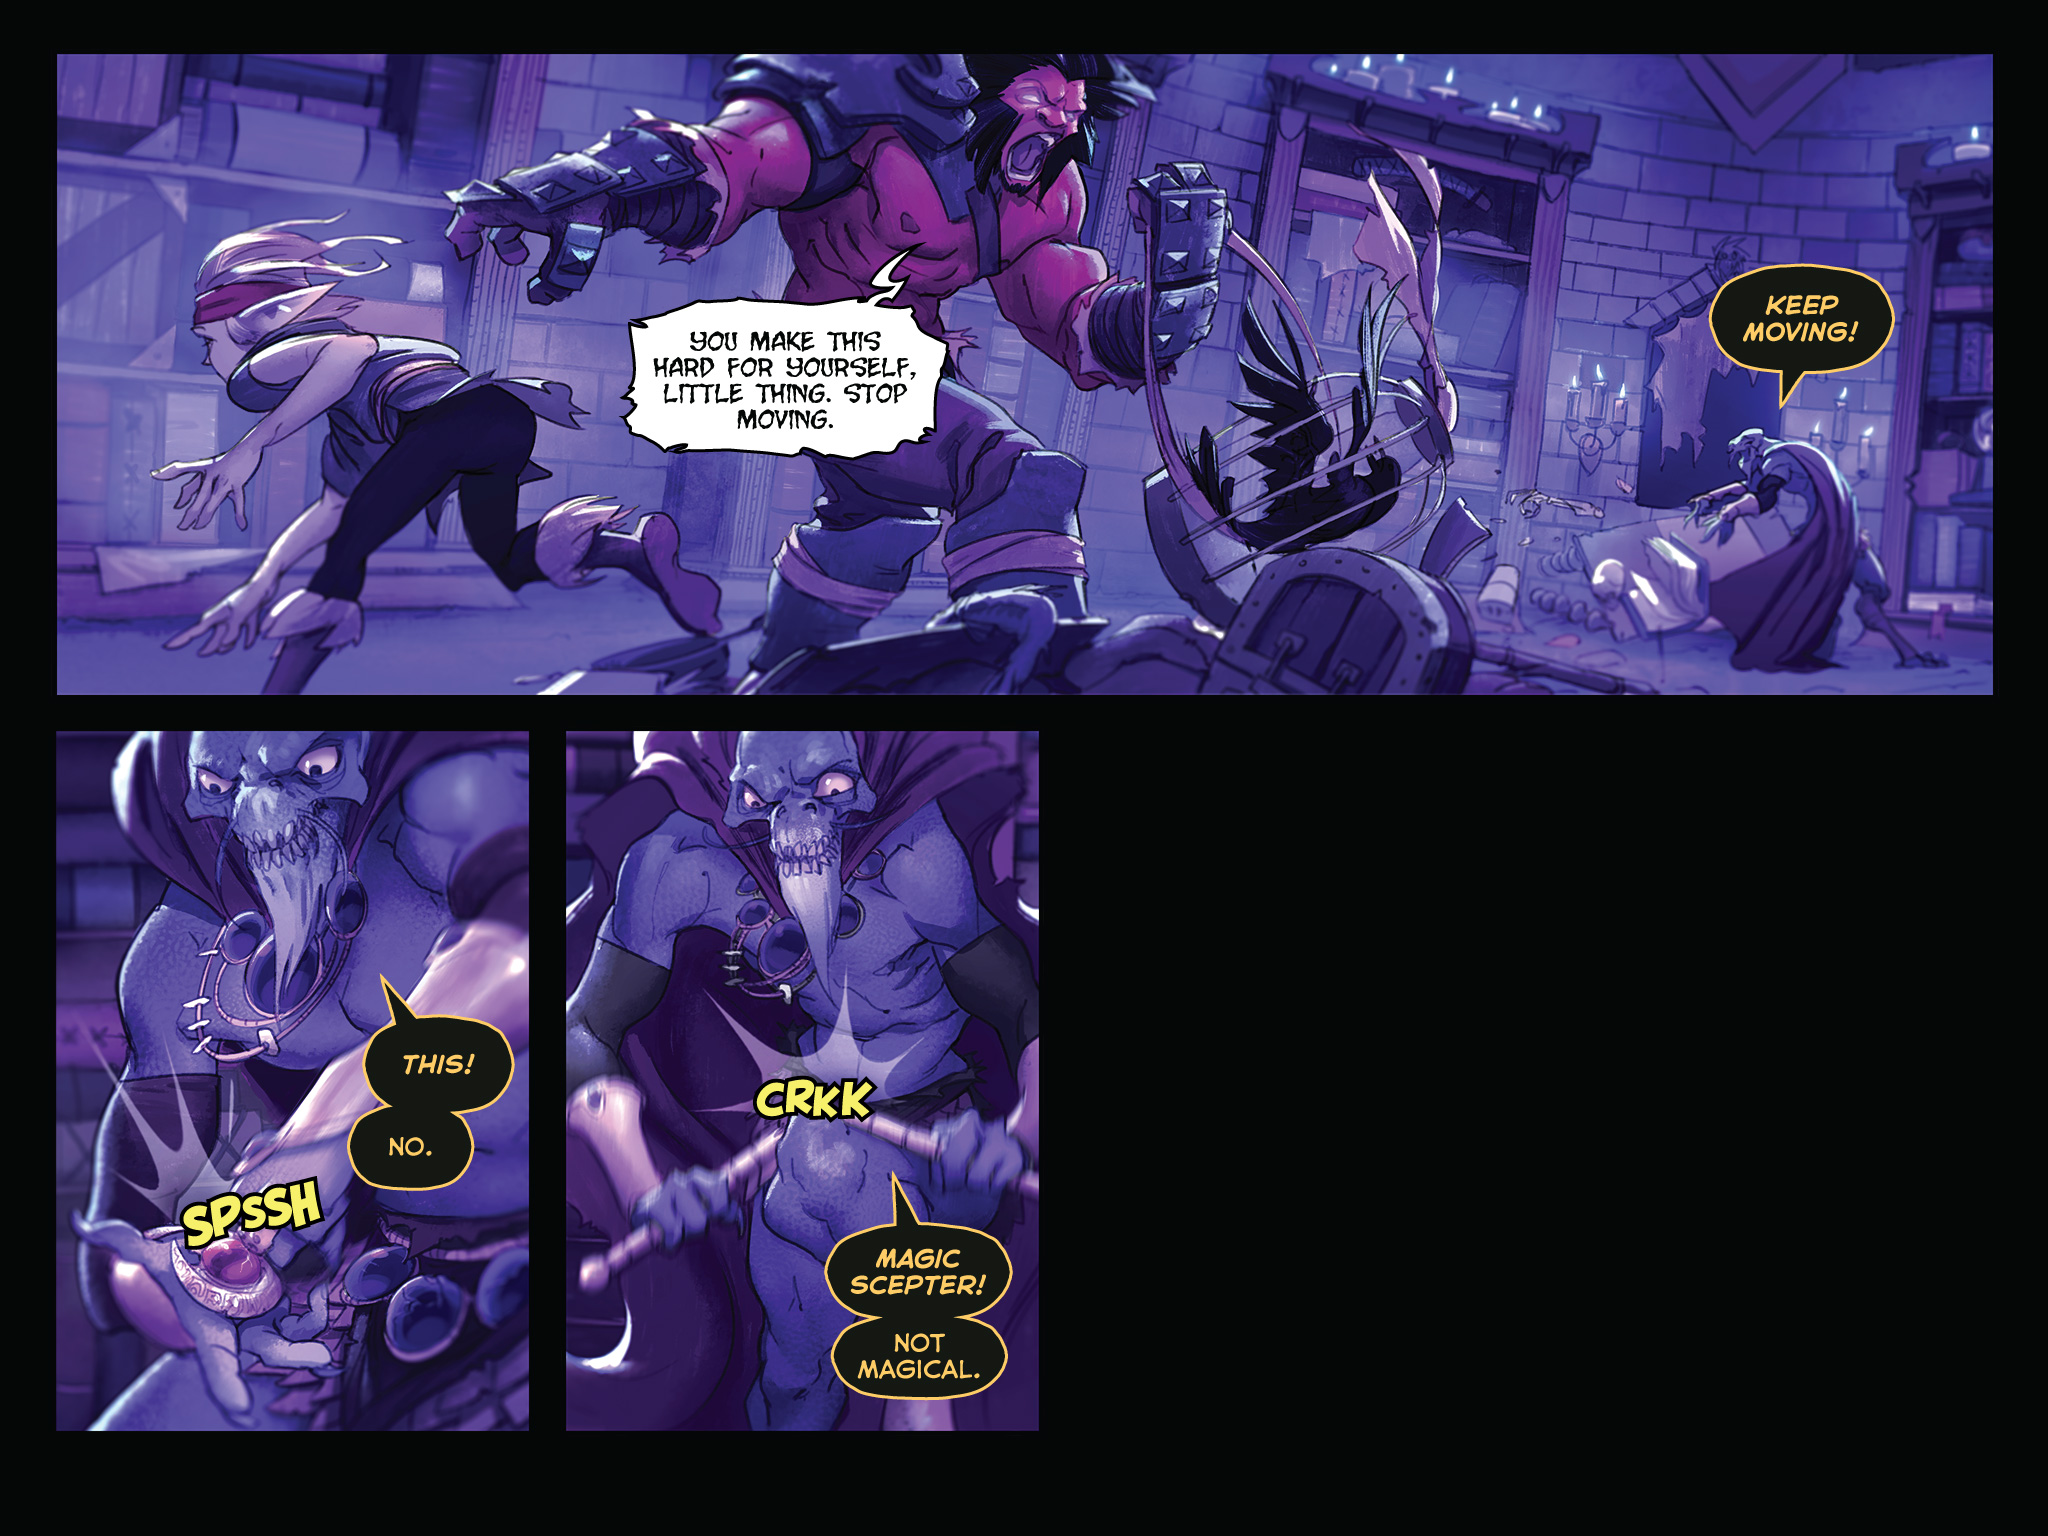 YOU MAKE THIS
HARD FOR YOURSELF,
LITTLE THING. STOP
MOVING.
KEEP
MOVING!
THIS!
NO.
SPSSH
CRKK
MAGIC
SCEPTER!
NOT
MAGICAL.